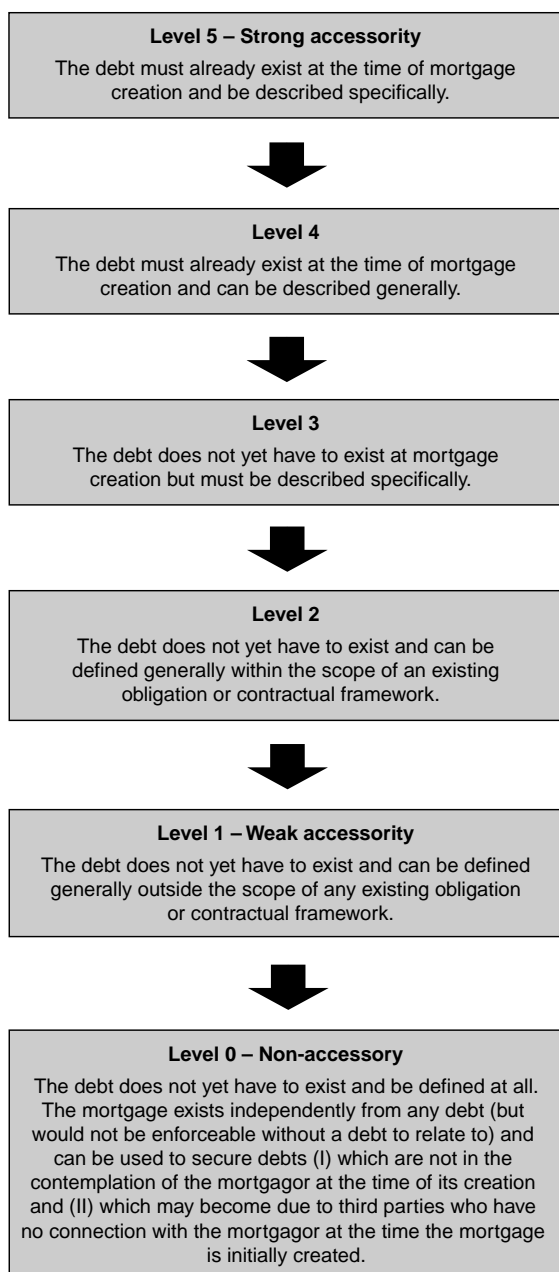 Level 5 – Strong accessority
The debt must already exist at the time of mortgage
creation and be described specifically.
Level 4
The debt must already exist at the time of mortgage
creation and can be described generally.
Level 3
The debt does not yet have to exist at mortgage
creation but must be described specifically.
Level 2
The debt does not yet have to exist and can be
defined generally within the scope of an existing
obligation or contractual framework.
Level 1 – Weak accessority
The debt does not yet have to exist and can be defined
generally outside the scope of any existing obligation
or contractual framework.
Level 0 – Non-accessory
The debt does not yet have to exist and be defined at all.
The mortgage exists independently from any debt (but
would not be enforceable without a debt to relate to) and
can be used to secure debts (I) which are not in the
contemplation of the mortgagor at the time of its creation
and (II) which may become due to third parties who have
no connection with the mortgagor at the time the mortgage
is initially created.